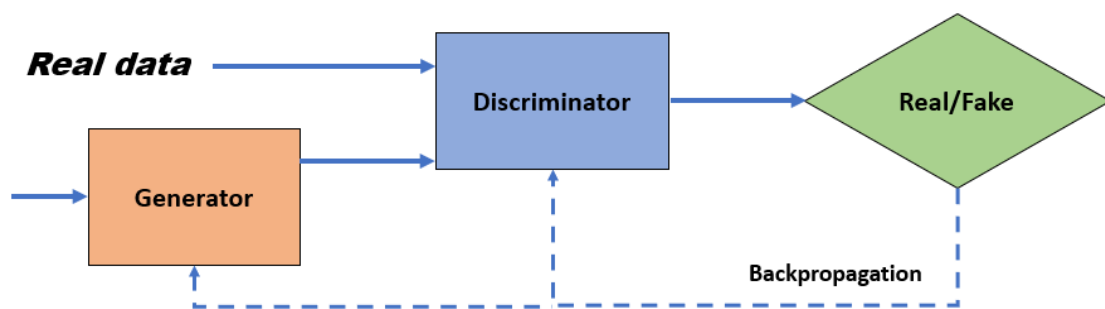 Real data
Discriminator
Real/Fake
Generator
Backpropagation